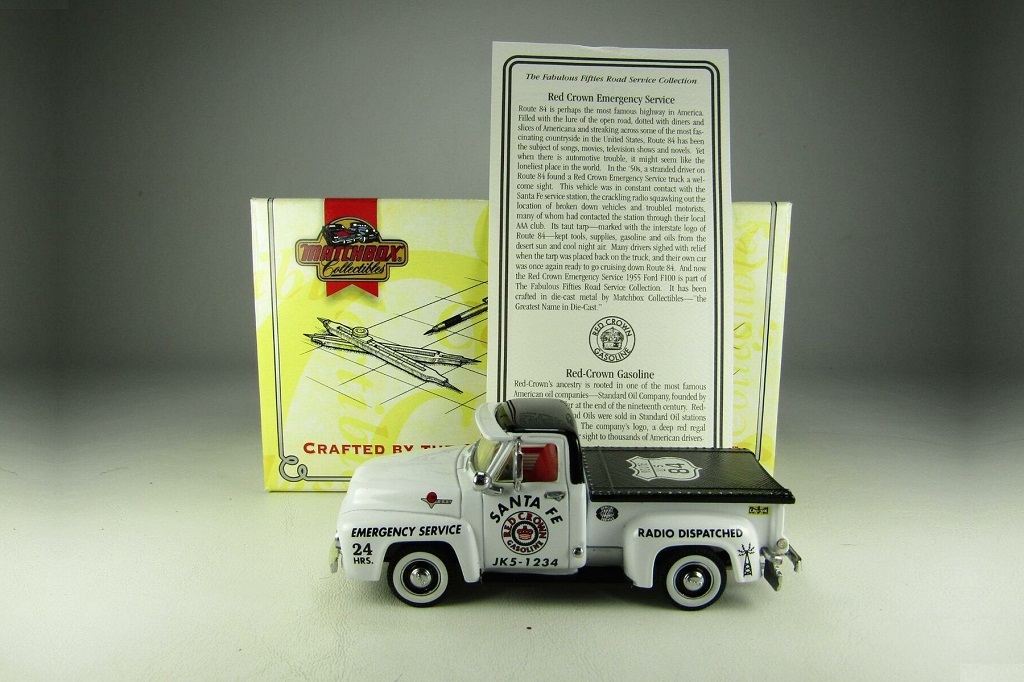 The Fabulous Fifties Road Service Collection
Red Crown Emergency Service
Route 84 is perhaps the most famous highway in America.
Filled with the lure of the open road, dotted with diners and
slices of Americana and streaking across some of the most fas-
cinating countryside in the United States, Route 84 has been
the subject of songs, movies, television shows and novels. Yet
when there is automotive trouble, it might seem like the
loneliest place in the world. In the '50s, a stranded driver on
Route 84 found a Red Crown Emergency Service truck a wel-
come sight. This vehicle was in constant contact with the
Santa Fe service station, the crackling radio squawking out the
location of broken down vehicles and troubled motorists,
many of whom had contacted the station through their local
AAA club. Its taut tarp—marked with the interstate logo of
Route 84—kept tools, supplies, gasoline and oils from the
desert sun and cool night air. Many drivers sighed with relief
when the tarp was placed back on the truck, and their own car
was once again ready to go cruising down Route 84. And now
the Red Crown Emergency Service 1955 Ford F100 is part of
The Fabulous Fifties Road Service Collection. It has been
crafted in die-cast metal by Matchbox Collectibles—"the
Greatest Name in Die-Cast."
RED CROWN
GASOLINE
Red-Crown Gasoline
Red-Crown's ancestry is rooted in one of the most famous
American oil companies—Standard Oil Company, founded by
er at the end of the nineteenth century. Red-
d Oils were sold in Standard Oil stations
The company's logo, a deep red regal
sight to thousands of American drivers
MATCHBOX
Collectibles
CRAFTED BY
US
84
SANTA FE
RED CROWN
GASOLINE
JK5-1234
EMERGENCY SERVICE
24
HRS.
RADIO DISPATCHED